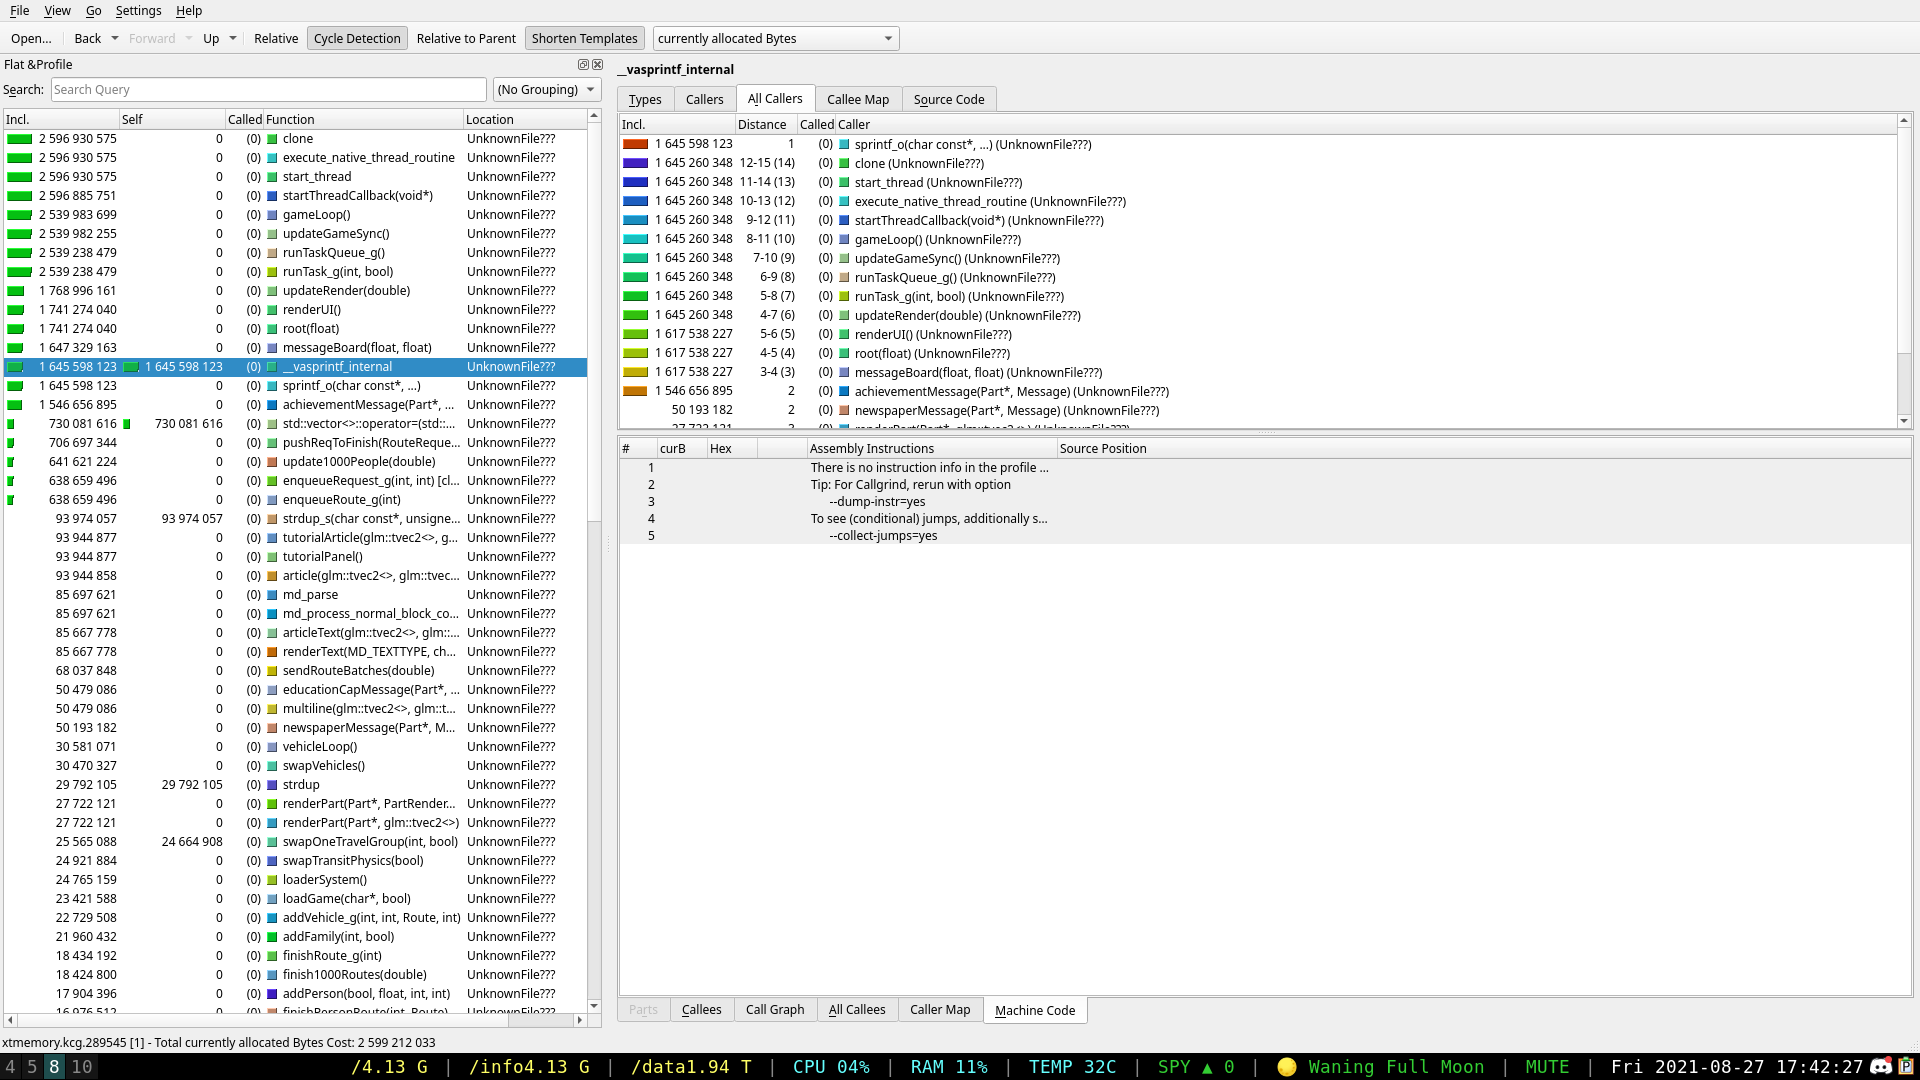 File View Go Settings Help
Open... Back Forward Up Relative Cycle Detection Relative to Parent Shorten Templates currently allocated Bytes
Flat &Profile
Search: Search Query (No Grouping)
Incl. Self Called Function Location
2 596 930 575 0 (0) clone UnknownFile???
2 596 930 575 0 (0) execute_native_thread_routine UnknownFile???
2 596 930 575 0 (0) start_thread UnknownFile???
2 596 885 751 0 (0) startThreadCallback(void*) UnknownFile???
2 539 983 699 0 (0) gameLoop() UnknownFile???
2 539 982 255 0 (0) updateGameSync() UnknownFile???
2 539 238 479 0 (0) runTaskQueue_g() UnknownFile???
2 539 238 479 0 (0) runTask_g(int, bool) UnknownFile???
1 768 996 161 0 (0) updateRender(double) UnknownFile???
1 741 274 040 0 (0) renderUI() UnknownFile???
1 741 274 040 0 (0) root(float) UnknownFile???
1 647 329 163 0 (0) messageBoard(float, float) UnknownFile???
1 645 598 123 1 645 598 123 (0) __vasprintf_internal UnknownFile???
1 645 598 123 0 (0) sprintf_o(char const*, ...) UnknownFile???
1 546 656 895 0 (0) achievementMessage(Part*, ... UnknownFile???
730 081 616 730 081 616 (0) std::vector<>::operator=(std::... UnknownFile???
706 697 344 0 (0) pushReqToFinish(RouteReque... UnknownFile???
641 621 224 0 (0) update1000People(double) UnknownFile???
638 659 496 0 (0) enqueueRequest_g(int, int) [cl... UnknownFile???
638 659 496 0 (0) enqueueRoute_g(int) UnknownFile???
93 974 057 93 974 057 (0) strdup_s(char const*, unsigne... UnknownFile???
93 944 877 0 (0) tutorialArticle(glm::tvec2<>, g... UnknownFile???
93 944 877 0 (0) tutorialPanel() UnknownFile???
93 944 858 0 (0) article(glm::tvec2<>, glm::tvec... UnknownFile???
85 697 621 0 (0) md_parse UnknownFile???
85 697 621 0 (0) md_process_normal_block_co... UnknownFile???
85 667 778 0 (0) articleText(glm::tvec2<>, glm::... UnknownFile???
85 667 778 0 (0) renderText(MD_TEXTTYPE, ch... UnknownFile???
68 037 848 0 (0) sendRouteBatches(double) UnknownFile???
50 479 086 0 (0) educationCapMessage(Part*, ... UnknownFile???
50 479 086 0 (0) multiline(glm::tvec2<>, glm::t... UnknownFile???
50 193 182 0 (0) newspaperMessage(Part*, M... UnknownFile???
30 581 071 0 (0) vehicleLoop() UnknownFile???
30 470 327 0 (0) swapVehicles() UnknownFile???
29 792 105 29 792 105 (0) strdup UnknownFile???
27 722 121 0 (0) renderPart(Part*, PartRender... UnknownFile???
27 722 121 0 (0) renderPart(Part*, glm::tvec2<>) UnknownFile???
25 565 088 24 664 908 (0) swapOneTravelGroup(int, bool) UnknownFile???
24 921 884 0 (0) swapTransitPhysics(bool) UnknownFile???
24 765 159 0 (0) loaderSystem() UnknownFile???
23 421 588 0 (0) loadGame(char*, bool) UnknownFile???
22 729 508 0 (0) addVehicle_g(int, int, Route, int) UnknownFile???
21 960 432 0 (0) addFamily(int, bool) UnknownFile???
18 434 192 0 (0) finishRoute_g(int) UnknownFile???
18 424 800 0 (0) finish1000Routes(double) UnknownFile???
17 904 396 0 (0) addPerson(bool, float, int, int) UnknownFile???
16 976 512 0 (0) finishPersonRoute(int, Route) UnknownFile???
__vasprintf_internal
Types Callers All Callers Callee Map Source Code
Incl. Distance Called Caller
1 645 598 123 1 (0) sprintf_o(char const*, ...) (UnknownFile???)
1 645 260 348 12-15 (14) (0) clone (UnknownFile???)
1 645 260 348 11-14 (13) (0) start_thread (UnknownFile???)
1 645 260 348 10-13 (12) (0) execute_native_thread_routine (UnknownFile???)
1 645 260 348 9-12 (11) (0) startThreadCallback(void*) (UnknownFile???)
1 645 260 348 8-11 (10) (0) gameLoop() (UnknownFile???)
1 645 260 348 7-10 (9) (0) updateGameSync() (UnknownFile???)
1 645 260 348 6-9 (8) (0) runTaskQueue_g() (UnknownFile???)
1 645 260 348 5-8 (7) (0) runTask_g(int, bool) (UnknownFile???)
1 645 260 348 4-7 (6) (0) updateRender(double) (UnknownFile???)
1 617 538 227 5-6 (5) (0) renderUI() (UnknownFile???)
1 617 538 227 4-5 (4) (0) root(float) (UnknownFile???)
1 617 538 227 3-4 (3) (0) messageBoard(float, float) (UnknownFile???)
1 546 656 895 2 (0) achievementMessage(Part*, Message) (UnknownFile???)
50 193 182 2 (0) newspaperMessage(Part*, Message) (UnknownFile???)
27 722 121 3 (0) renderPart(Part*, glm::tvec2<>) (UnknownFile???)
# curB Hex Assembly Instructions Source Position
1 There is no instruction info in the profile ...
2 Tip: For Callgrind, rerun with option
3 --dump-instr=yes
4 To see (conditional) jumps, additionally s...
5 --collect-jumps=yes
Parts Callees Call Graph All Callees Caller Map Machine Code
xtmemory.kcg.289545 [1] - Total currently allocated Bytes Cost: 2 599 212 033
4 5 8 10 /4.13 G | /info4.13 G | /data1.94 T | CPU 04% | RAM 11% | TEMP 32C | SPY ▲ 0 | Waning Full Moon | MUTE | Fri 2021-08-27 17:42:27